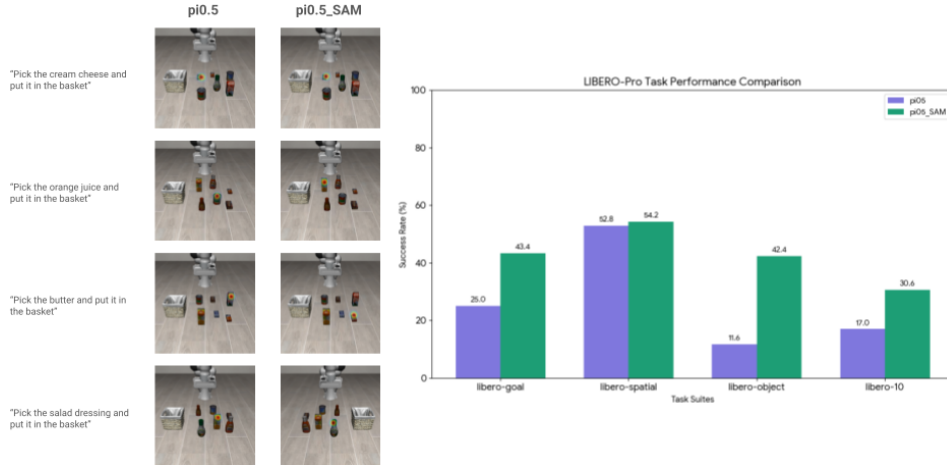 pi0.5
pi0.5_SAM
“Pick the cream cheese and
put it in the basket”
“Pick the orange juice and
put it in the basket”
“Pick the butter and put it in
the basket”
“Pick the salad dressing and
put it in the basket”
LIBERO-Pro Task Performance Comparison
pi05
pi05_SAM
Success Rate (%)
100
80
60
40
20
0
25.0
43.4
52.8
54.2
11.6
42.4
17.0
30.6
libero-goal
libero-spatial
libero-object
libero-10
Task Suites